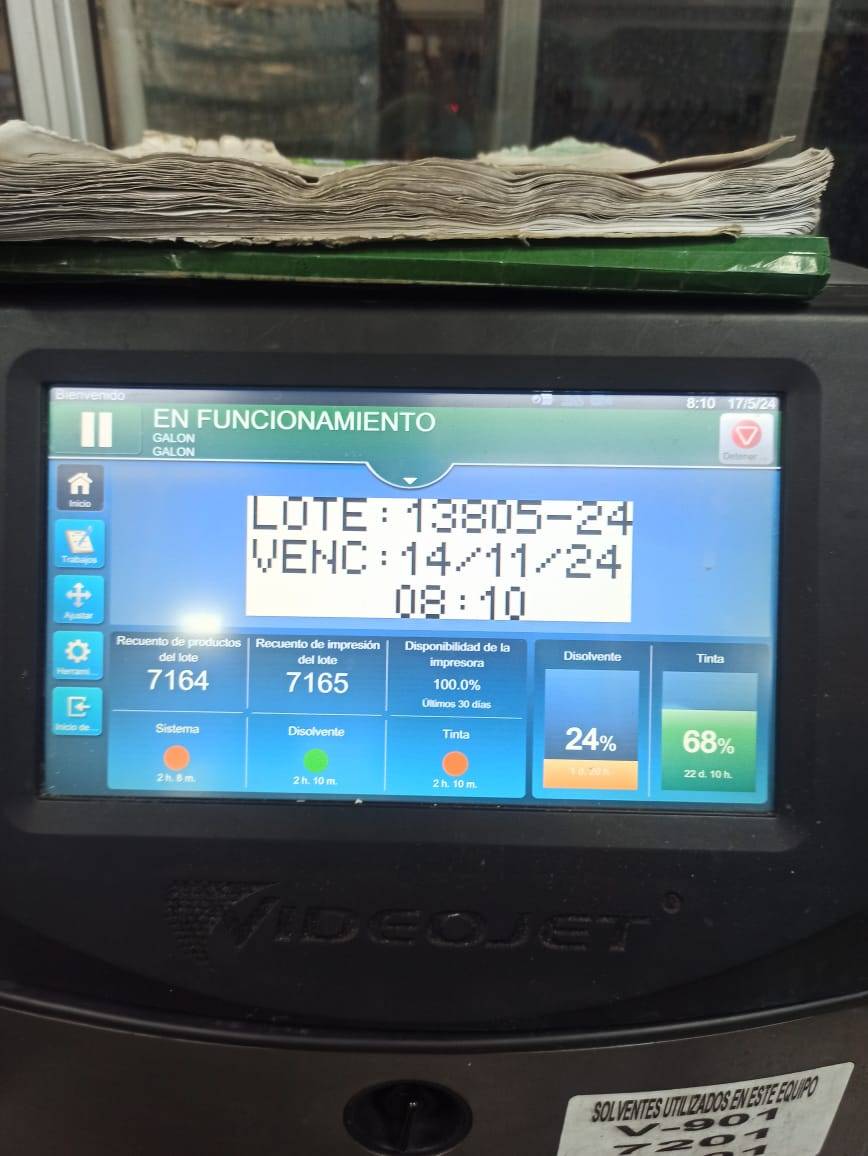 Bienvenido
8:10 17/5/24
EN FUNCIONAMIENTO
GALON
GALON
Detener...
Inicio
Trabajos
Ajustar
Herrami...
Inicio de...
LOTE:13805-24
VENC:14/11/24
08:10
Recuento de productos
del lote
7164
Recuento de impresión
del lote
7165
Disponibilidad de la
impresora
100.0%
Últimos 30 días
Sistema
2 h. 8 m.
Disolvente
2 h. 10 m.
Tinta
2 h. 10 m.
Disolvente
24%
Tinta
68%
22 d. 10 h.
VIDEOJET
SOLVENTES UTILIZADOS EN ESTE EQUIPO
V-901
7201